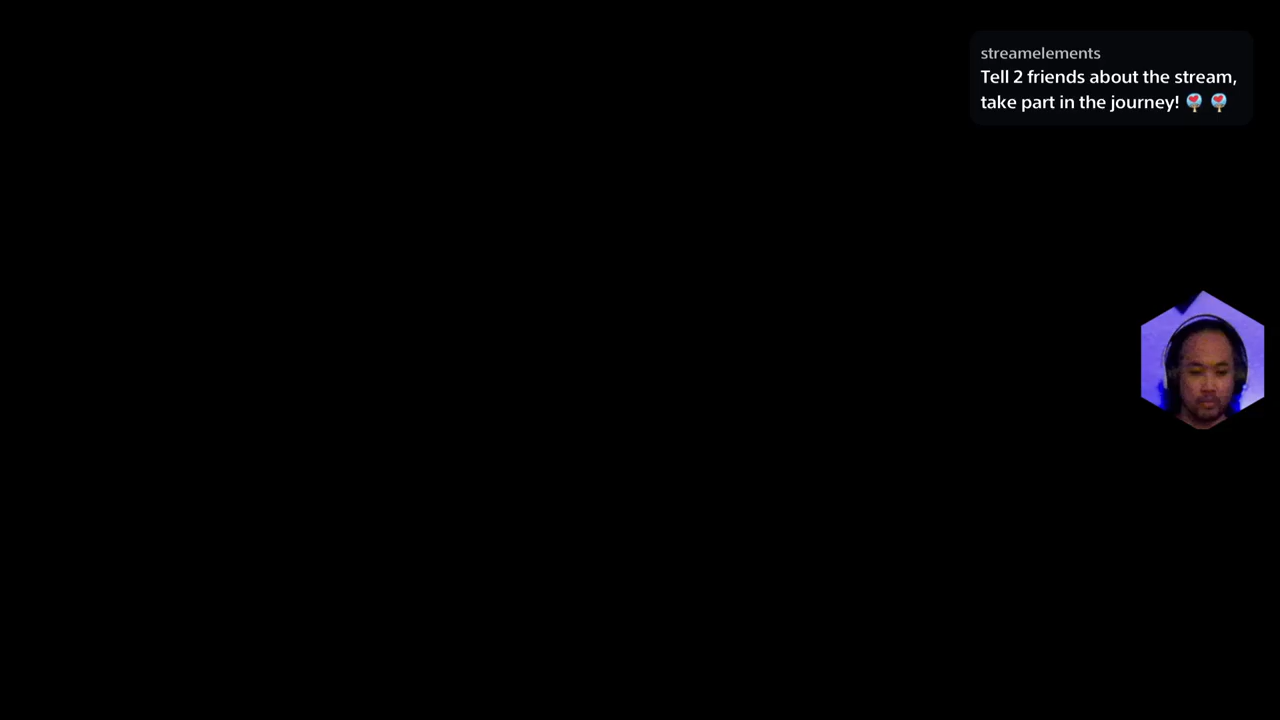 streamelements
Tell 2 friends about the stream,
take part in the journey!